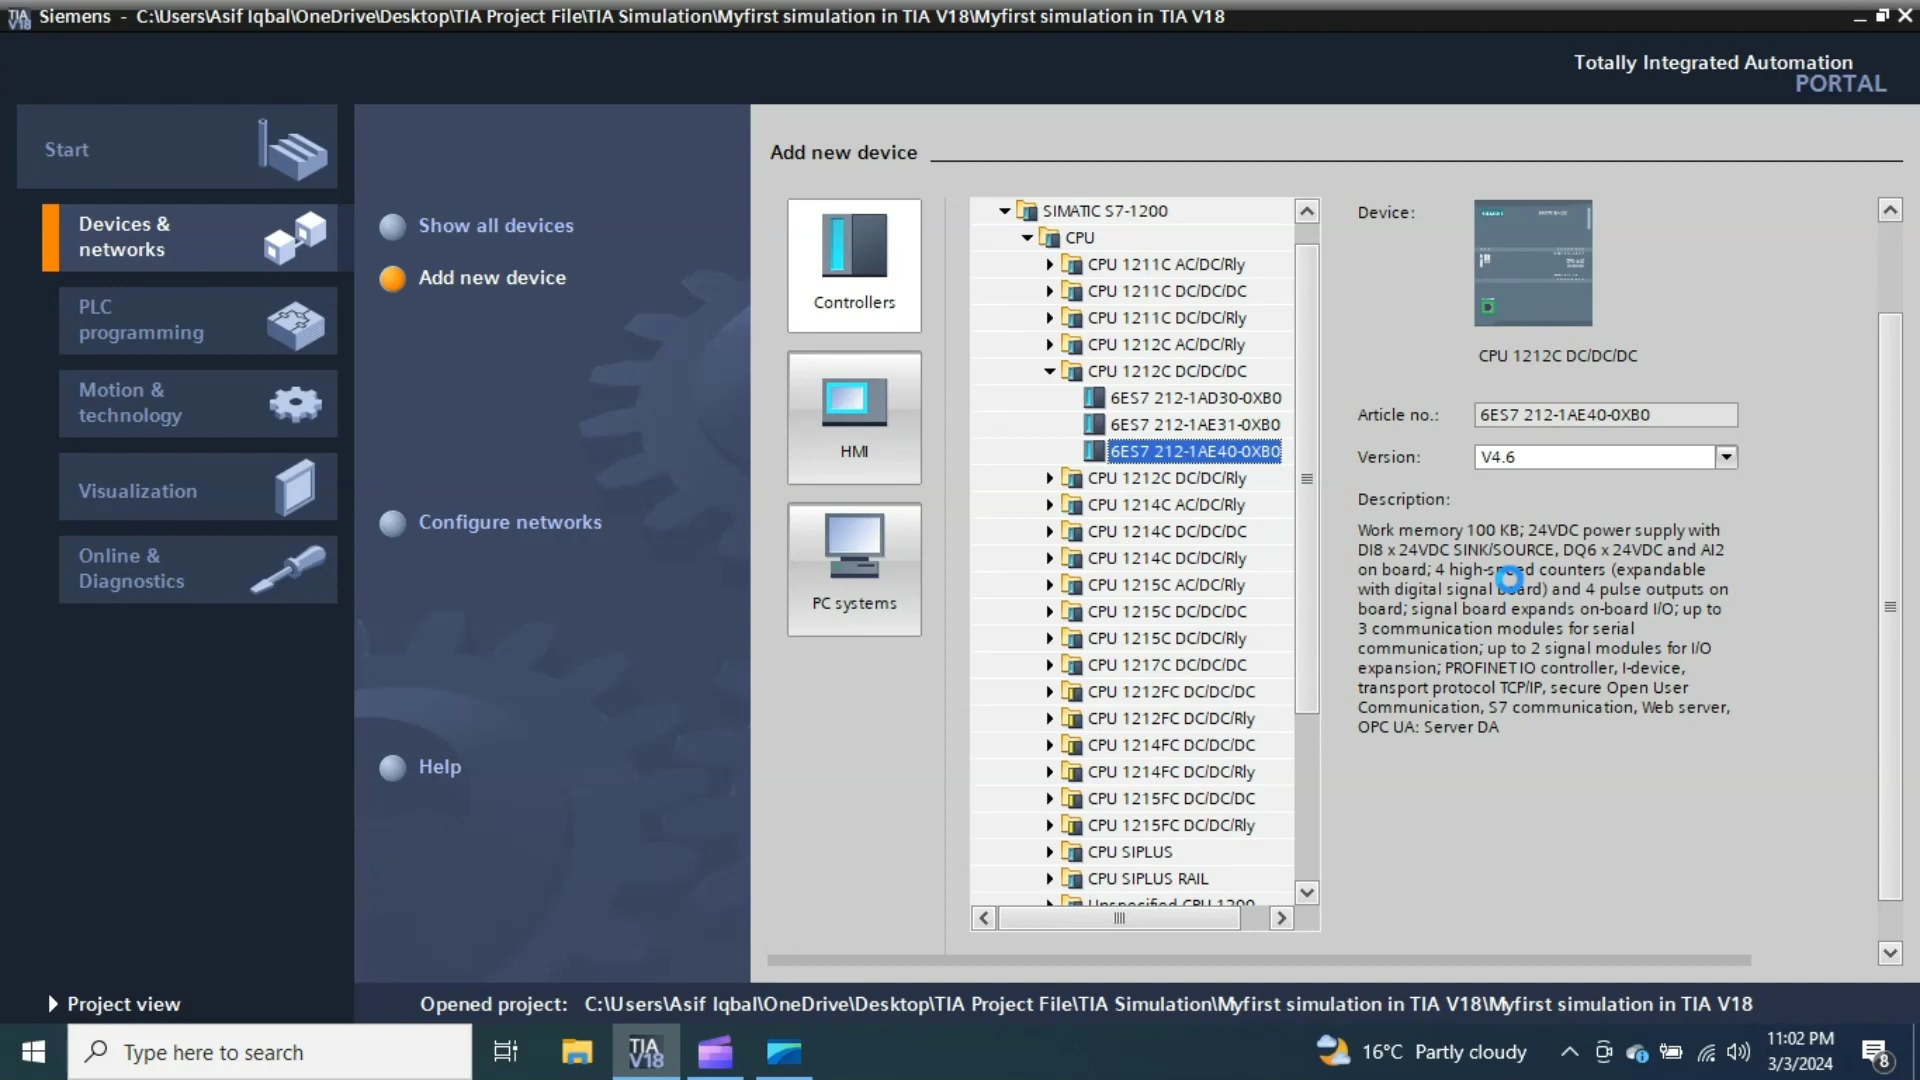 Siemens - C:\Users\Asif Iqbal\OneDrive\Desktop\TIA Project File\TIA Simulation\Myfirst simulation in TIA V18\Myfirst simulation in TIA V18
Totally Integrated Automation
PORTAL
Start
Devices &
networks
PLC
programming
Motion &
technology
Visualization
Online &
Diagnostics
Show all devices
Add new device
Configure networks
Help
Add new device
Controllers
HMI
PC systems
SIMATIC S7-1200
CPU
CPU 1211C AC/DC/Rly
CPU 1211C DC/DC/DC
CPU 1211C DC/DC/Rly
CPU 1212C AC/DC/Rly
CPU 1212C DC/DC/DC
6ES7 212-1AD30-0XB0
6ES7 212-1AE31-0XB0
6ES7 212-1AE40-0XB0
CPU 1212C DC/DC/Rly
CPU 1214C AC/DC/Rly
CPU 1214C DC/DC/DC
CPU 1214C DC/DC/Rly
CPU 1215C AC/DC/Rly
CPU 1215C DC/DC/DC
CPU 1215C DC/DC/Rly
CPU 1217C DC/DC/DC
CPU 1212FC DC/DC/DC
CPU 1212FC DC/DC/Rly
CPU 1214FC DC/DC/DC
CPU 1214FC DC/DC/Rly
CPU 1215FC DC/DC/DC
CPU 1215FC DC/DC/Rly
CPU SIPLUS
CPU SIPLUS RAIL
Unspecified CPU 1200
Device:
CPU 1212C DC/DC/DC
Article no.: 6ES7 212-1AE40-0XB0
Version: V4.6
Description:
Work memory 100 KB; 24VDC power supply with
DI8 x 24VDC SINK/SOURCE, DQ6 x 24VDC and AI2
on board; 4 high-speed counters (expandable
with digital signal board) and 4 pulse outputs on
board; signal board expands on-board I/O; up to
3 communication modules for serial
communication; up to 2 signal modules for I/O
expansion; PROFINET IO controller, I-device,
transport protocol TCP/IP, secure Open User
Communication, S7 communication, Web server,
OPC UA: Server DA
Project view
Opened project: C:\Users\Asif Iqbal\OneDrive\Desktop\TIA Project File\TIA Simulation\Myfirst simulation in TIA V18\Myfirst simulation in TIA V18
Type here to search
TIA
V18
16°C Partly cloudy
11:02 PM
3/3/2024
8